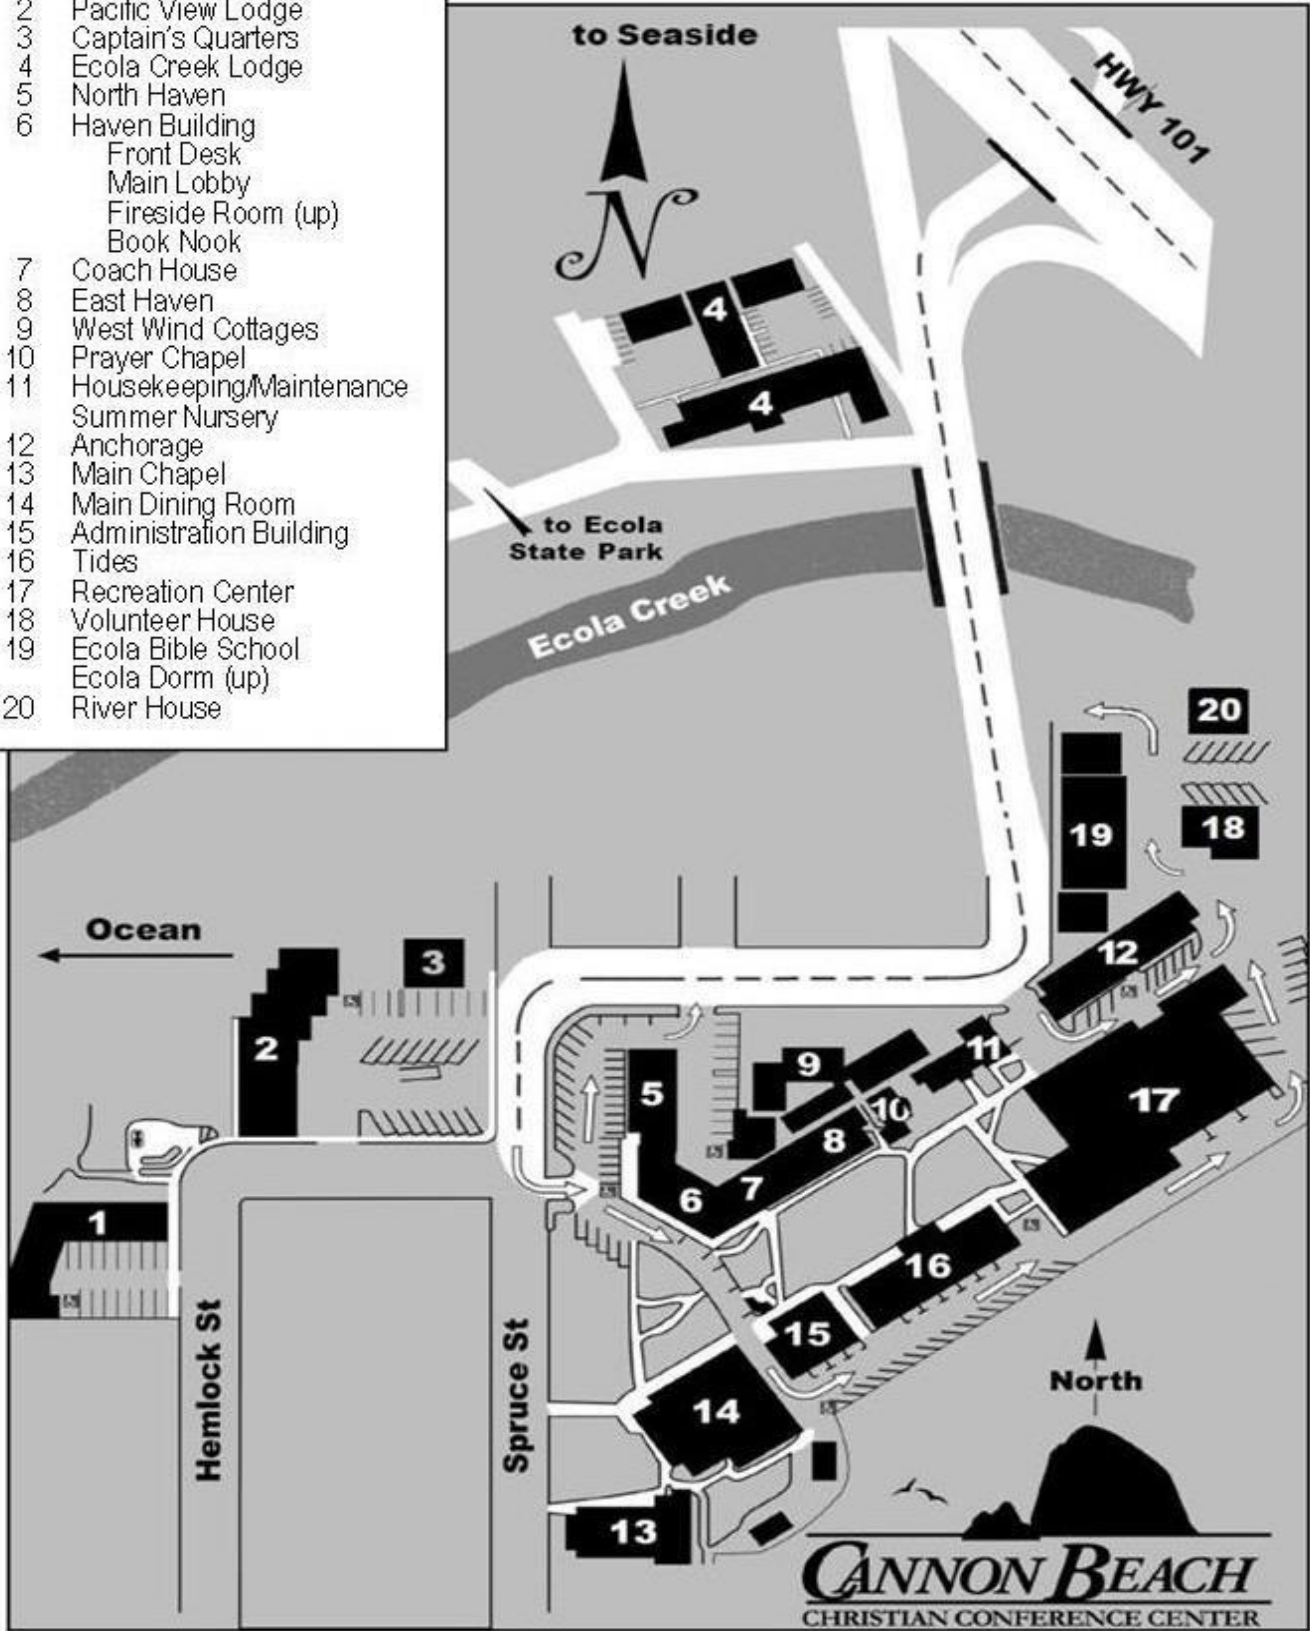 2 Pacific View Lodge
3 Captain's Quarters
4 Ecola Creek Lodge
5 North Haven
6 Haven Building
Front Desk
Main Lobby
Fireside Room (up)
Book Nook
7 Coach House
8 East Haven
9 West Wind Cottages
10 Prayer Chapel
11 Housekeeping/Maintenance
Summer Nursery
12 Anchorage
13 Main Chapel
14 Main Dining Room
15 Administration Building
16 Tides
17 Recreation Center
18 Volunteer House
19 Ecola Bible School
Ecola Dorm (up)
20 River House
to Seaside
N
HWY 101
4
4
to Ecola
State Park
Ecola Creek
20
19
18
Ocean
3
12
2
9
11
5
17
10
8
7
6
1
16
15
Hemlock St
Spruce St
North
14
13
CANNON BEACH
CHRISTIAN CONFERENCE CENTER